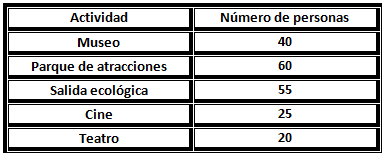 Actividad Número de personas
Museo 40
Parque de atracciones 60
Salida ecológica 55
Cine 25
Teatro 20